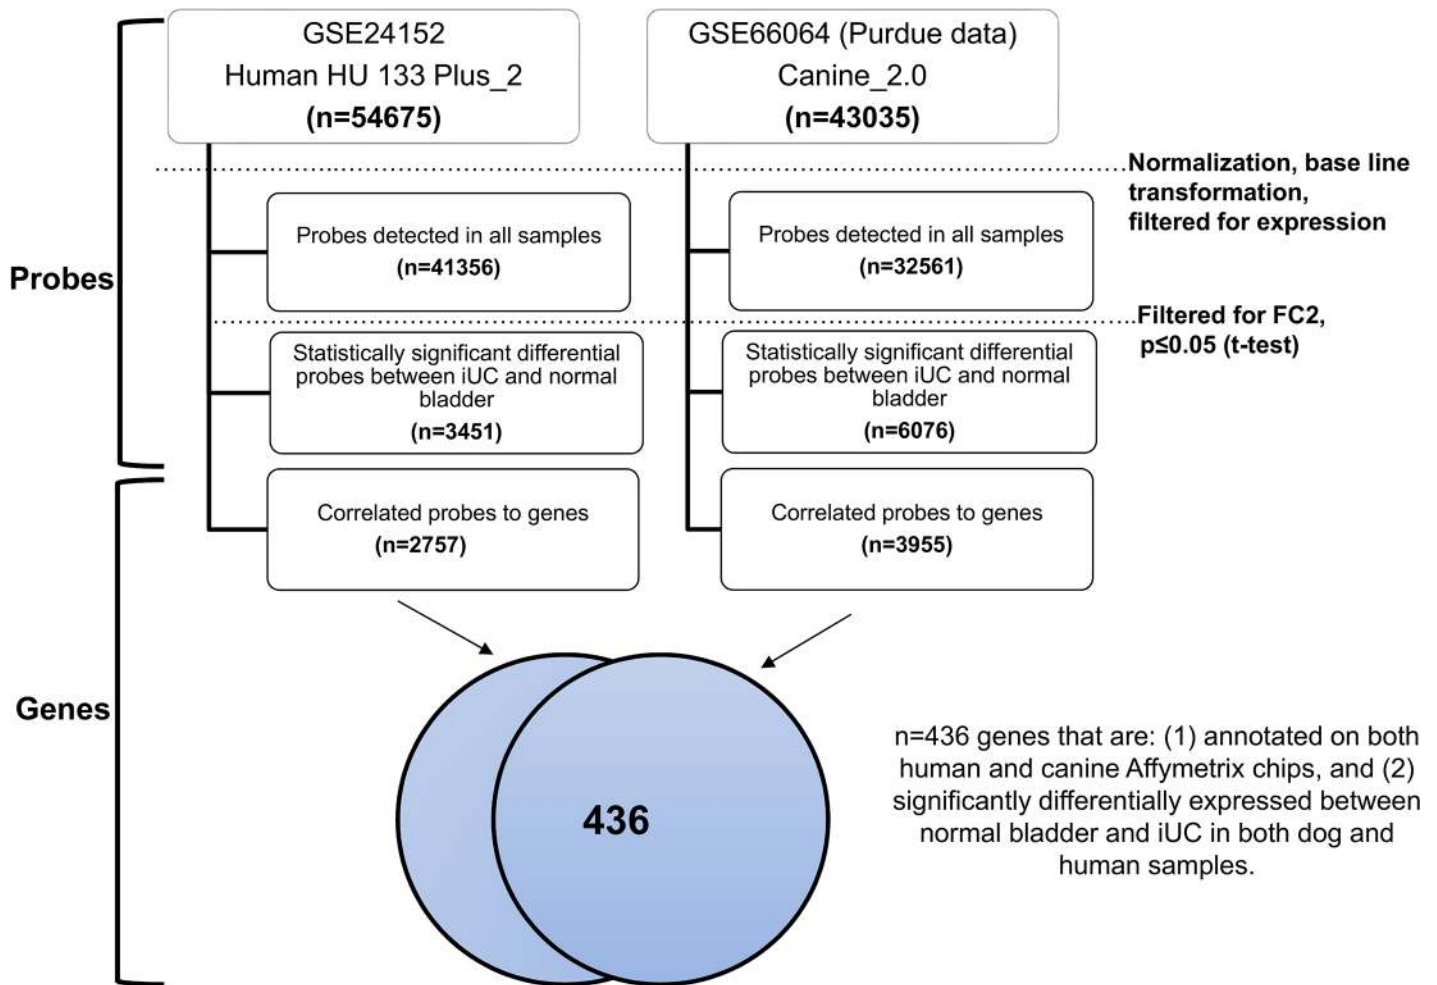 GSE24152
Human HU 133 Plus_2
(n=54675)
GSE66064 (Purdue data)
Canine_2.0
(n=43035)
Normalization, base line
transformation,
filtered for expression
Probes detected in all samples
(n=41356)
Probes detected in all samples
(n=32561)
Probes
Filtered for FC2,
p≤0.05 (t-test)
Statistically significant differential
probes between iUC and normal
bladder
(n=3451)
Statistically significant differential
probes between iUC and normal
bladder
(n=6076)
Correlated probes to genes
(n=2757)
Correlated probes to genes
(n=3955)
Genes
436
n=436 genes that are: (1) annotated on both
human and canine Affymetrix chips, and (2)
significantly differentially expressed between
normal bladder and iUC in both dog and
human samples.